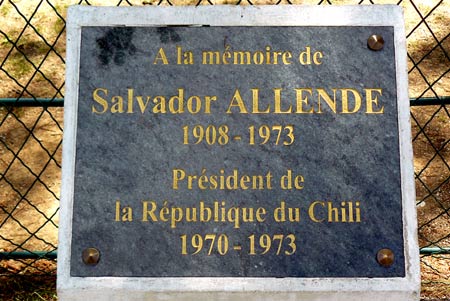 A la mémoire de
Salvador ALLENDE
1908 - 1973
Président de
la République du Chili
1970 - 1973